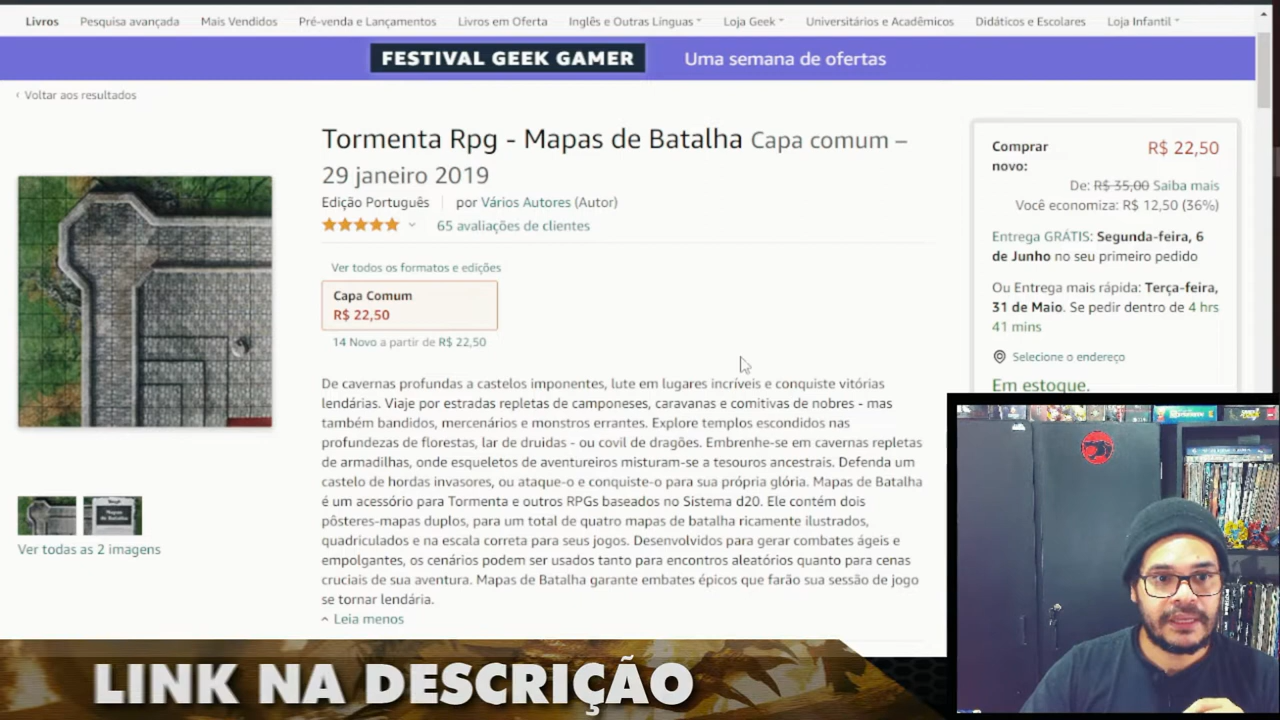 Livros Pesquisa avançada Mais Vendidos Pré-venda e Lançamentos Livros em Oferta Inglês e Outras Línguas Loja Geek Universitários e Acadêmicos Didáticos e Escolares Loja Infantil
FESTIVAL GEEK GAMER Uma semana de ofertas
‹ Voltar aos resultados
Tormenta Rpg - Mapas de Batalha Capa comum –
29 janeiro 2019
Edição Português por Vários Autores (Autor)
65 avaliações de clientes
Ver todos os formatos e edições
Capa Comum
R$ 22,50
14 Novo a partir de R$ 22,50
De cavernas profundas a castelos imponentes, lute em lugares incríveis e conquiste vitórias
lendárias. Viaje por estradas repletas de camponeses, caravanas e comitivas de nobres - mas
também bandidos, mercenários e monstros errantes. Explore templos escondidos nas
profundezas de florestas, lar de druidas - ou covil de dragões. Embrenhe-se em cavernas repletas
de armadilhas, onde esqueletos de aventureiros misturam-se a tesouros ancestrais. Defenda um
castelo de hordas invasores, ou ataque-o e conquiste-o para sua própria glória. Mapas de Batalha
é um acessório para Tormenta e outros RPGs baseados no Sistema d20. Ele contém dois
pôsteres-mapas duplos, para um total de quatro mapas de batalha ricamente ilustrados,
quadriculados e na escala correta para seus jogos. Desenvolvidos para gerar combates ágeis e
empolgantes, os cenários podem ser usados tanto para encontros aleatórios quanto para cenas
cruciais de sua aventura. Mapas de Batalha garante embates épicos que farão sua sessão de jogo
se tornar lendária.
Leia menos
Ver todas as 2 imagens
Comprar R$ 22,50
novo:
De: R$ 35,00 Saiba mais
Você economiza: R$ 12,50 (36%)
Entrega GRÁTIS: Segunda-feira, 6
de Junho no seu primeiro pedido
Ou Entrega mais rápida: Terça-feira,
31 de Maio. Se pedir dentro de 4 hrs
41 mins
Selecione o endereço
Em estoque.
LINK NA DESCRIÇÃO